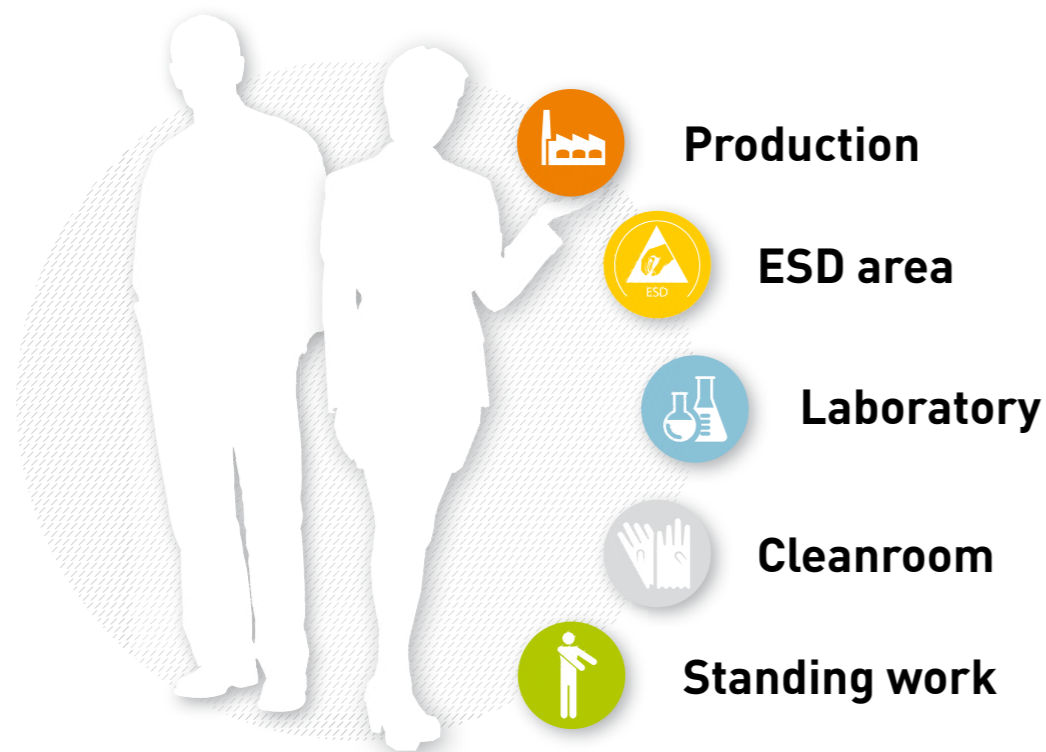 Production
ESD area
ESD
Laboratory
Cleanroom
Standing work